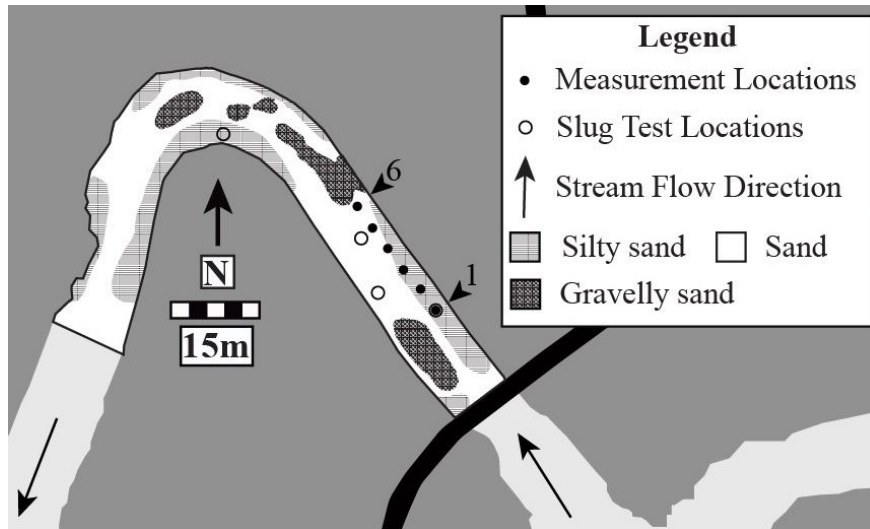 Legend
Measurement Locations
Slug Test Locations
Stream Flow Direction
Silty sand
Sand
Gravelly sand
6
1
N
15m